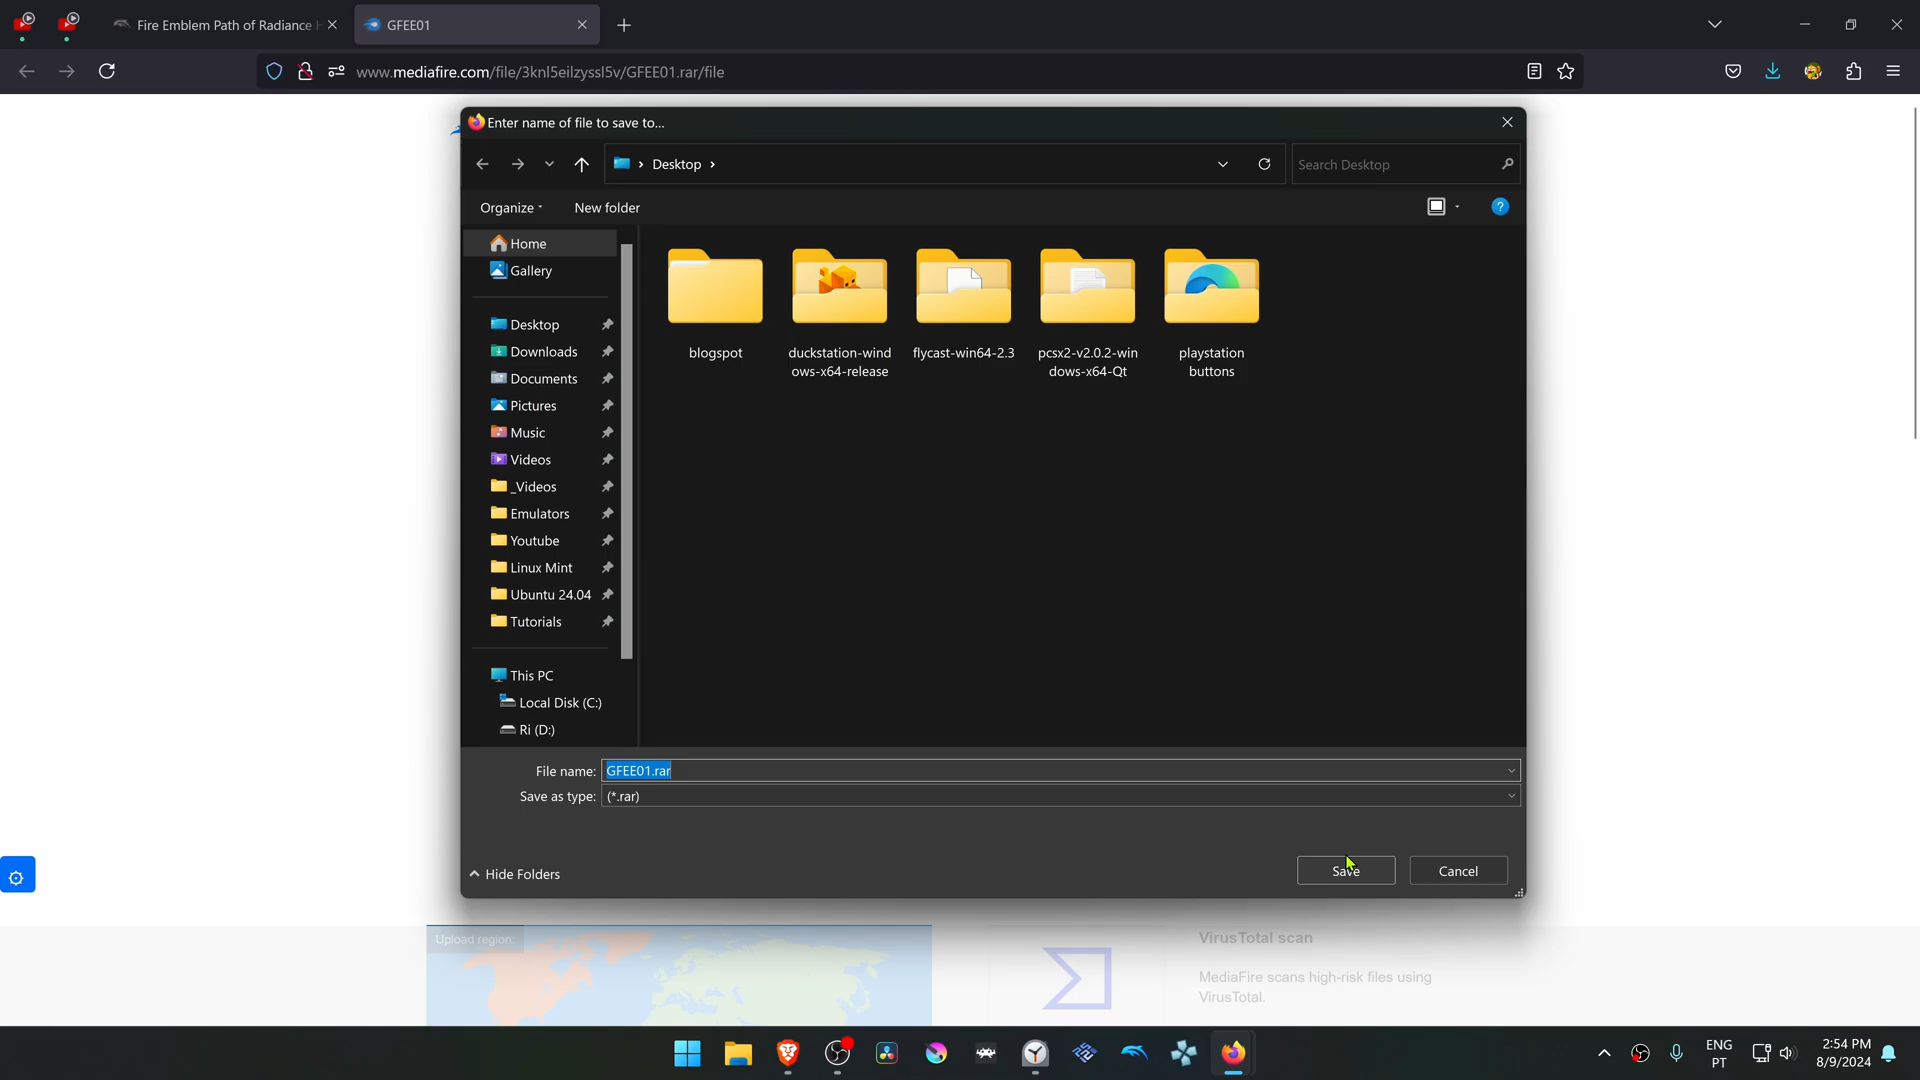 Fire Emblem Path of Radiance
GFEE01
www.mediafire.com/file/3knl5eilzyssl5v/GFEE01.rar/file
Enter name of file to save to...
Desktop
Search Desktop
Organize
New folder
Home
Gallery
Desktop
Downloads
Documents
Pictures
Music
Videos
_Videos
Emulators
Youtube
Linux Mint
Ubuntu 24.04
Tutorials
This PC
Local Disk (C:)
Ri (D:)
blogspot
duckstation-wind
ows-x64-release
flycast-win64-2.3
pcsx2-v2.0.2-win
dows-x64-Qt
playstation
buttons
File name: GFEE01.rar
Save as type: (*.rar)
Hide Folders
Save
Cancel
Upload region:
VirusTotal scan
MediaFire scans high-risk files using
VirusTotal.
ENG
PT
2:54 PM
8/9/2024